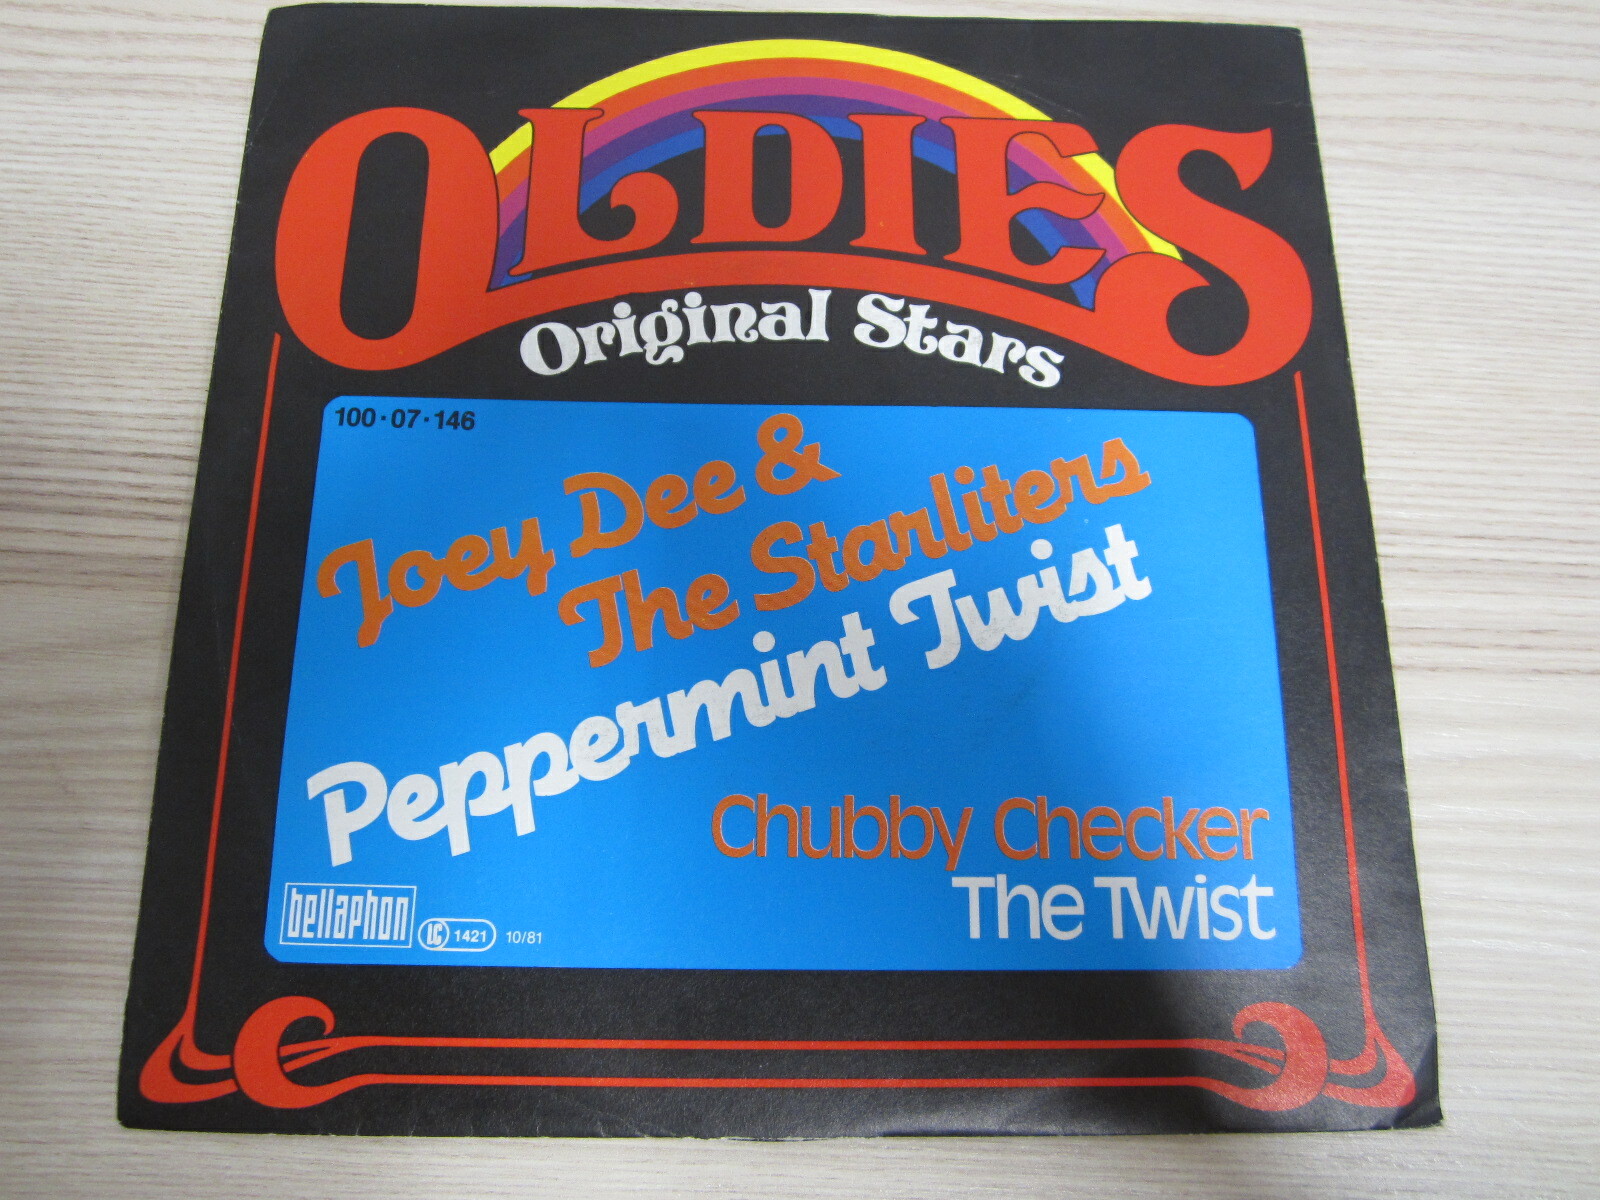 OLDIES
Original Stars
100·07·146
Joey Dee &
The Starliters
Peppermint Twist
Chubby Checker
The Twist
bellaphon LC 1421 10/81